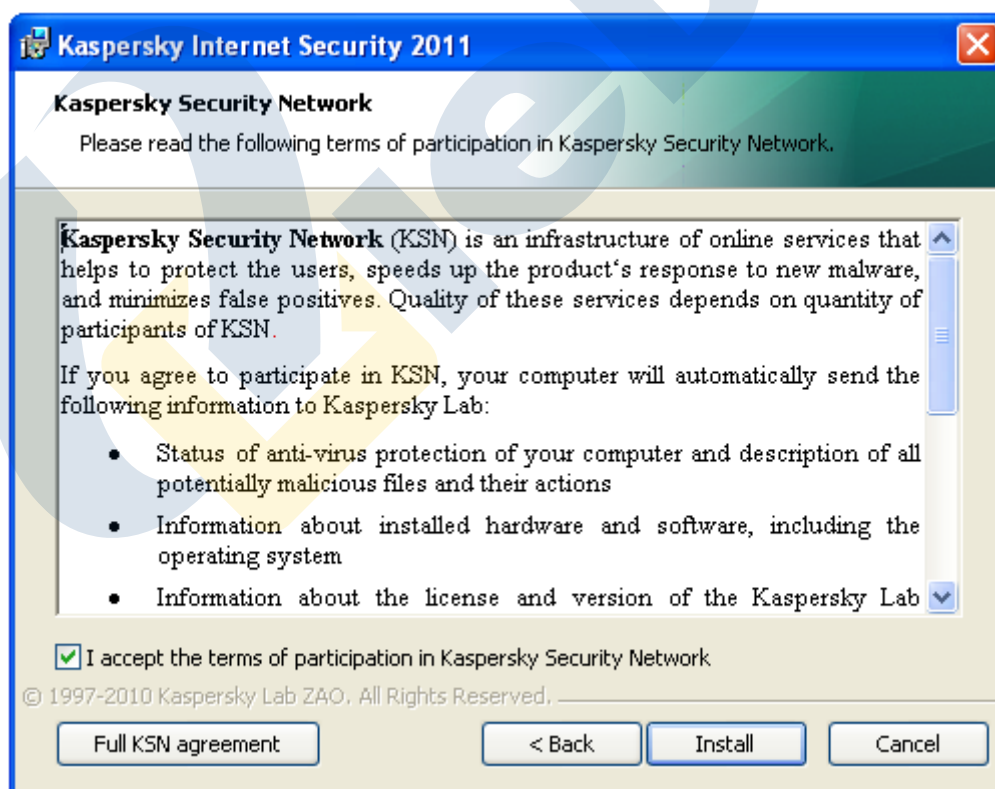 Kaspersky Internet Security 2011
Kaspersky Security Network
Please read the following terms of participation in Kaspersky Security Network.
Kaspersky Security Network (KSN) is an infrastructure of online services that
helps to protect the users, speeds up the product‘s response to new malware,
and minimizes false positives. Quality of these services depends on quantity of
participants of KSN.
If you agree to participate in KSN, your computer will automatically send the
following information to Kaspersky Lab:
• Status of anti-virus protection of your computer and description of all
potentially malicious files and their actions
• Information about installed hardware and software, including the
operating system
• Information about the license and version of the Kaspersky Lab
I accept the terms of participation in Kaspersky Security Network
© 1997-2010 Kaspersky Lab ZAO. All Rights Reserved.
Full KSN agreement
< Back
Install
Cancel